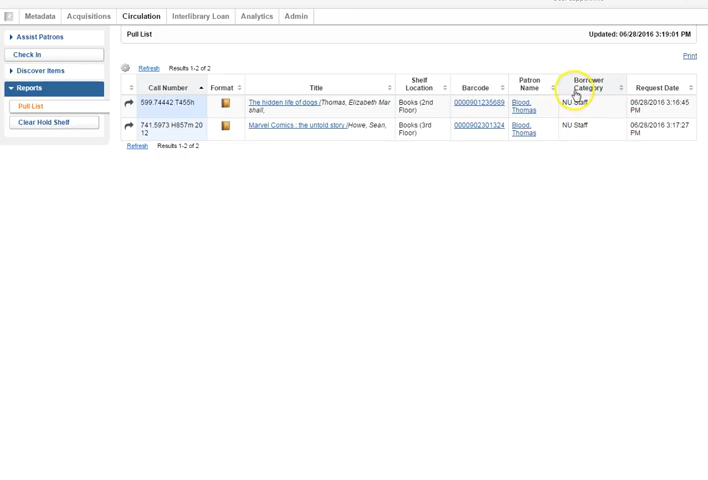 Metadata Acquisitions Circulation Interlibrary Loan Analytics Admin
Assist Patrons
Check In
Discover Items
Reports
Pull List
Clear Hold Shelf
Pull List Updated: 06/28/2016 3:19:01 PM
Print
Refresh Results 1-2 of 2
Call Number Format Title Shelf Location Barcode Patron Name Borrower Category Request Date
599.74442 T455h The hidden life of dogs /Thomas, Elizabeth Mar Books (2nd 0000901235689 Blood, NU Staff 06/28/2016 3:16:45
shall, Floor) Thomas PM
741.5973 H857m 20 Marvel Comics : the untold story /Howe, Sean, Books (3rd 0000902301324 Blood, NU Staff 06/28/2016 3:17:27
12 Floor) Thomas PM
Refresh Results 1-2 of 2